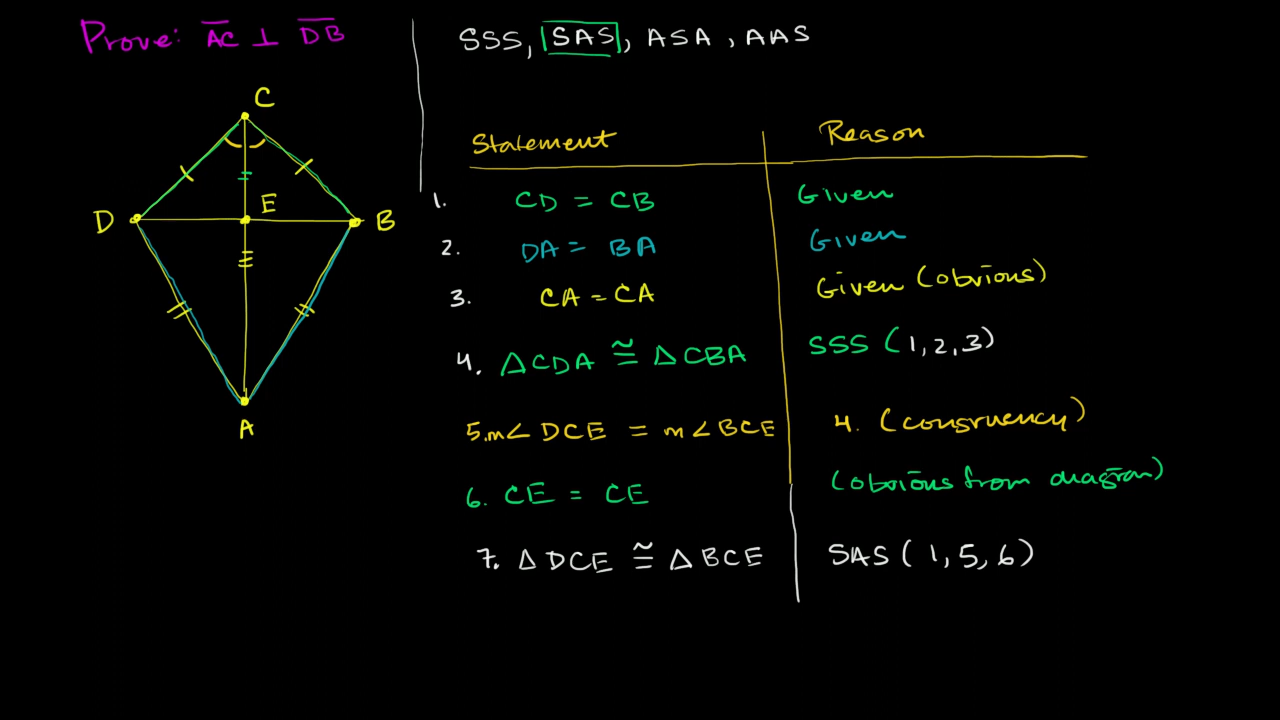 Prove: AC ⊥ DB
SSS, SAS, ASA, AAS
C
D
E
B
A
Statement Reason
1. CD = CB Given
2. DA = BA Given
3. CA = CA Given (obvious)
4. △CDA ≅ △CBA SSS (1,2,3)
5. m∠DCE = m∠BCE 4. (congruency)
6. CE = CE (obvious from diagram)
7. △DCE ≅ △BCE SAS (1,5,6)